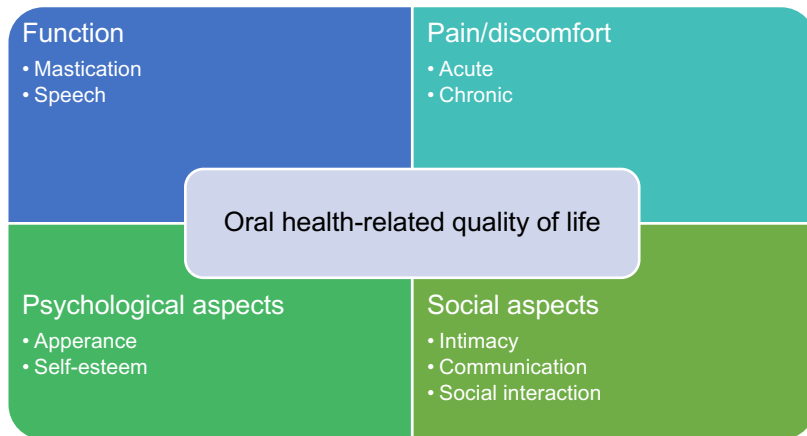 Function
• Mastication
• Speech
Pain/discomfort
• Acute
• Chronic
Oral health-related quality of life
Psychological aspects
• Apperance
• Self-esteem
Social aspects
• Intimacy
• Communication
• Social interaction